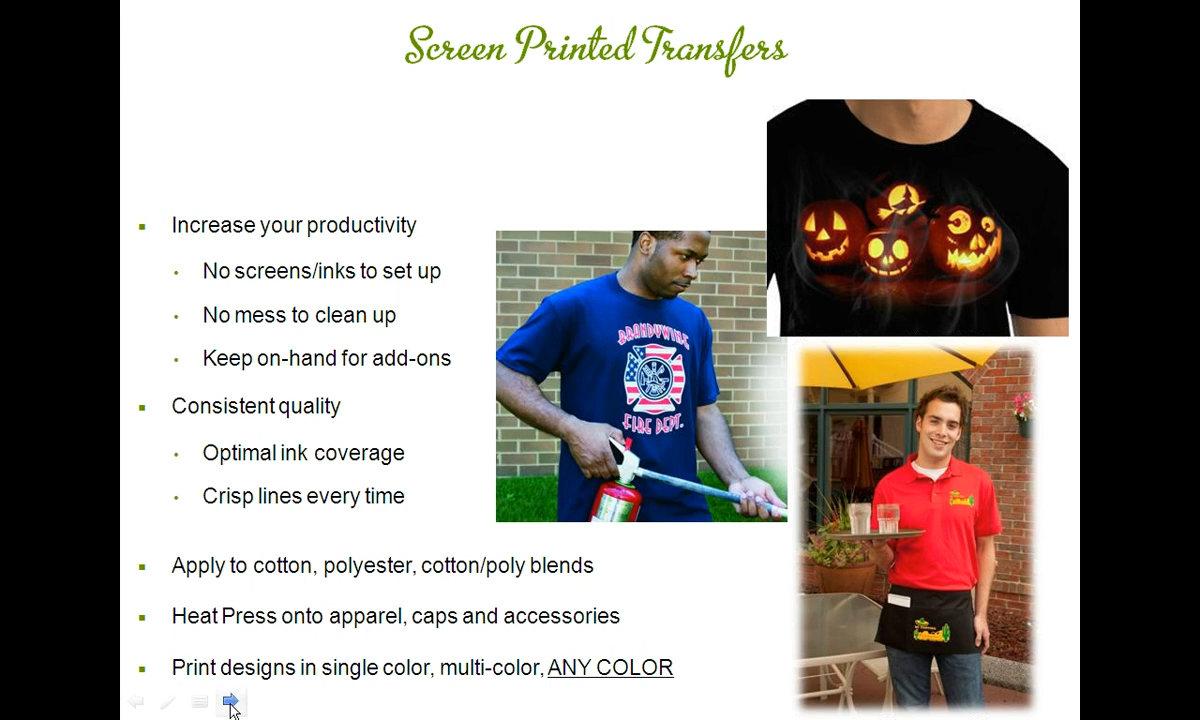 Screen Printed Transfers
Increase your productivity
No screens/inks to set up
No mess to clean up
Keep on-hand for add-ons
Consistent quality
Optimal ink coverage
Crisp lines every time
Apply to cotton, polyester, cotton/poly blends
Heat Press onto apparel, caps and accessories
Print designs in single color, multi-color, ANY COLOR
BRANDYWINE
FIRE DEPT.